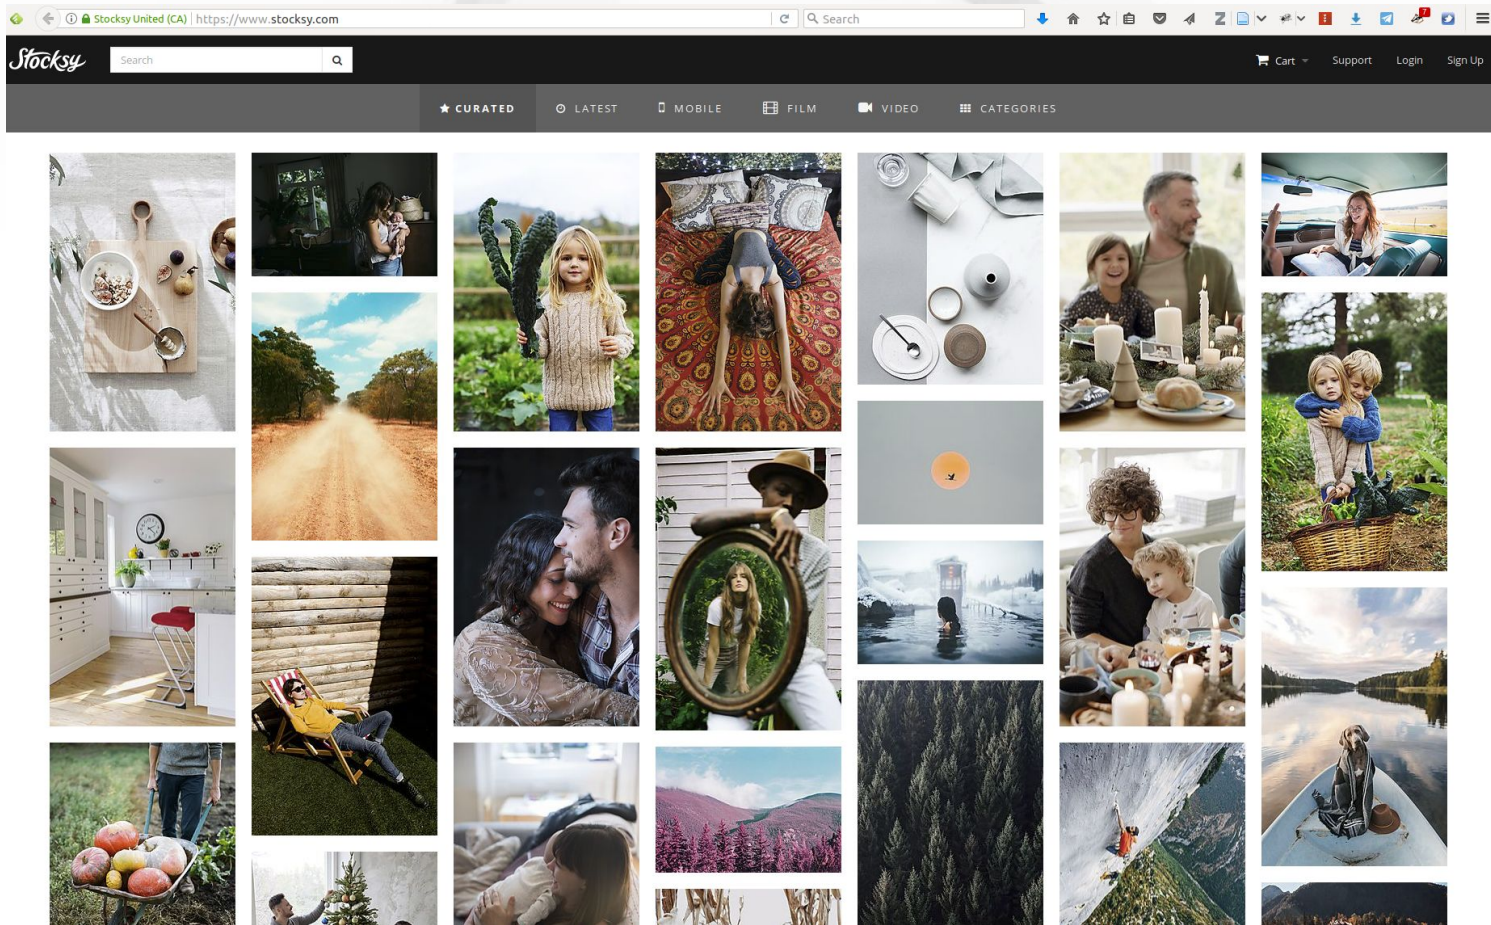 Stocksy United (CA) https://www.stocksy.com Search 7
Stocksy Search Cart Support Login Sign Up
CURATED LATEST MOBILE FILM VIDEO CATEGORIES